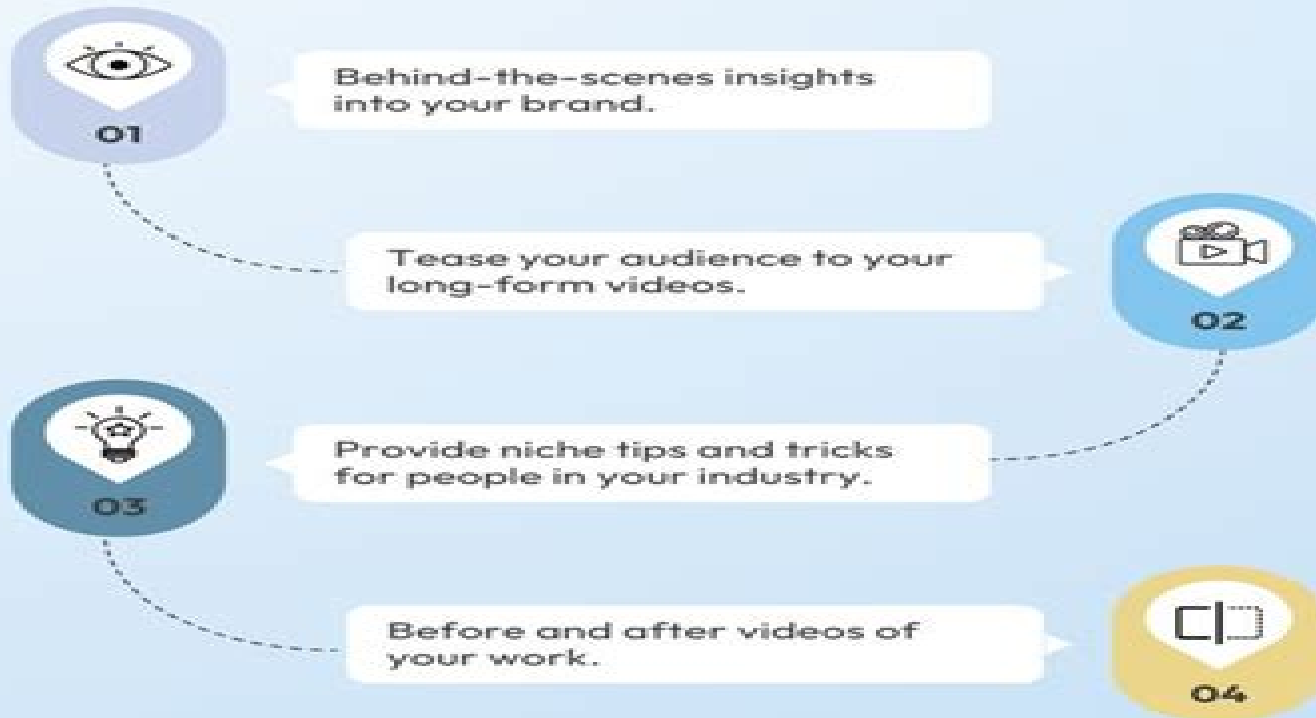 01
Behind-the-scenes insights
into your brand.
Tease your audience to your
long-form videos.
02
03
Provide niche tips and tricks
for people in your industry.
Before and after videos of
your work.
04